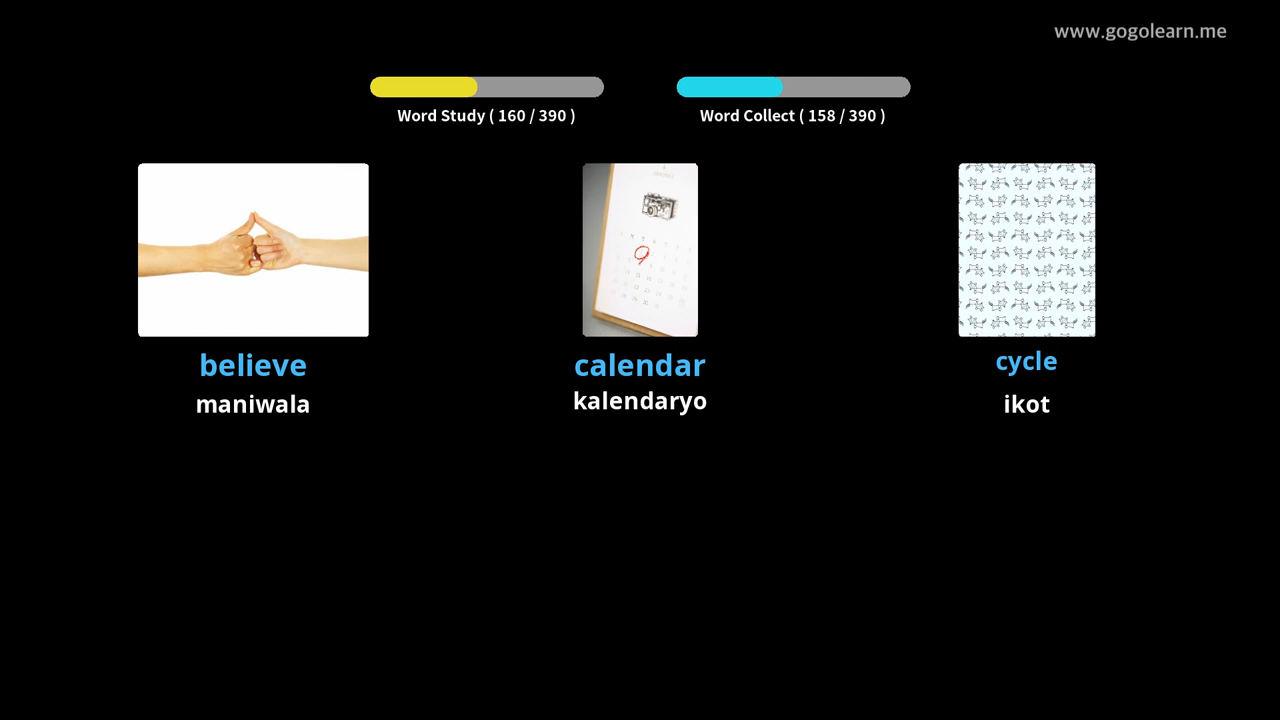 www.gogolearn.me
Word Study ( 160 / 390 )
Word Collect ( 158 / 390 )
believe
maniwala
calendar
kalendaryo
cycle
ikot